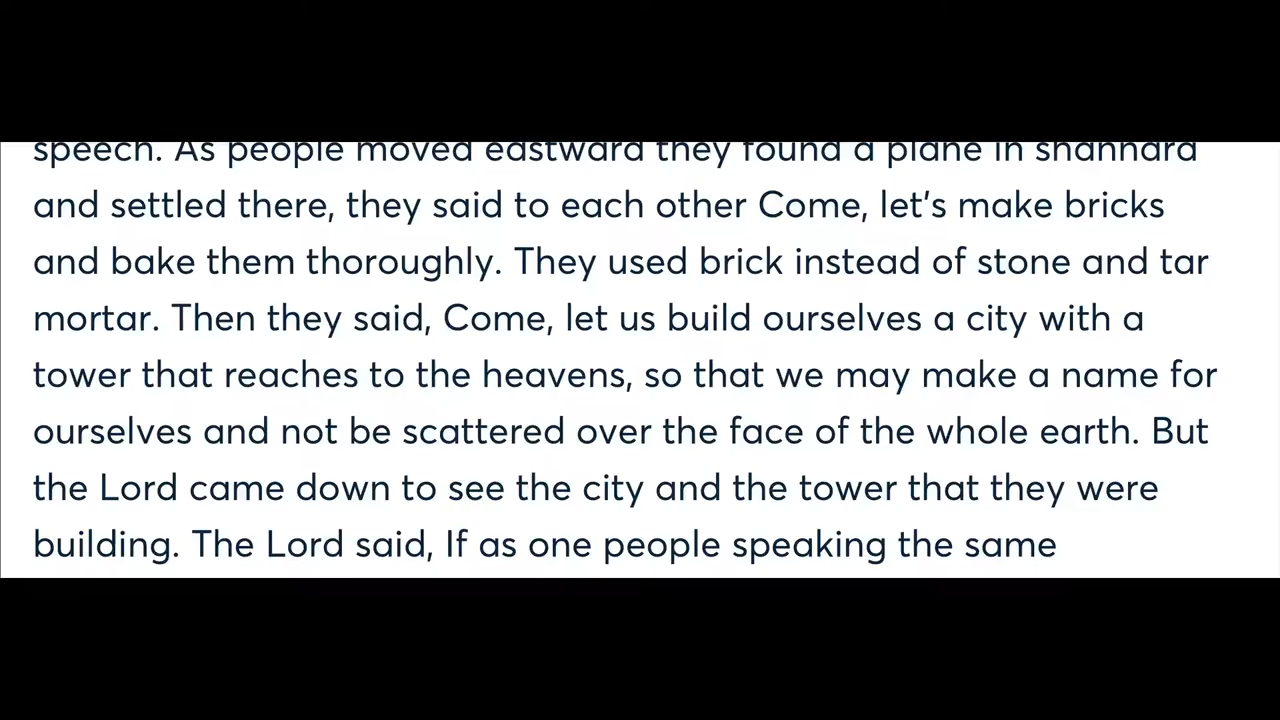 speech. As people moved eastward they found a plane in shannara
and settled there, they said to each other Come, let's make bricks
and bake them thoroughly. They used brick instead of stone and tar
mortar. Then they said, Come, let us build ourselves a city with a
tower that reaches to the heavens, so that we may make a name for
ourselves and not be scattered over the face of the whole earth. But
the Lord came down to see the city and the tower that they were
building. The Lord said, If as one people speaking the same